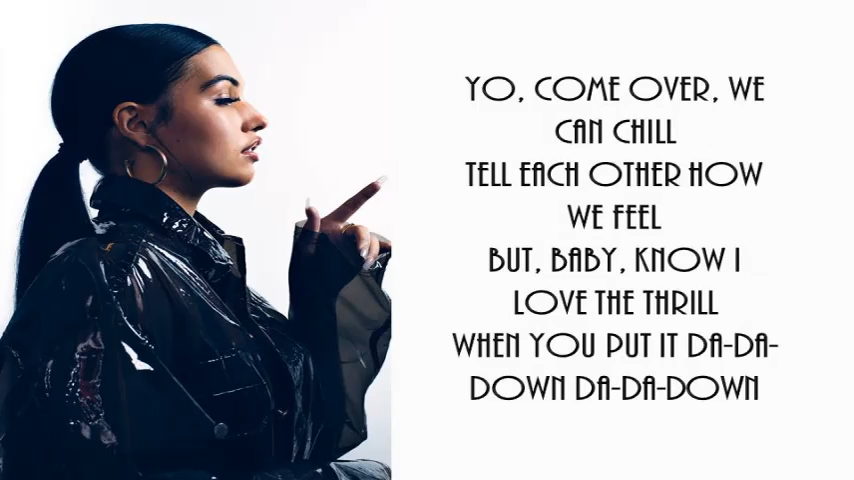 YO, COME OVER, WE
CAN CHILL
TELL EACH OTHER HOW
WE FEEL
BUT, BABY, KNOW I
LOVE THE THRILL
WHEN YOU PUT IT DA-DA-
DOWN DA-DA-DOWN